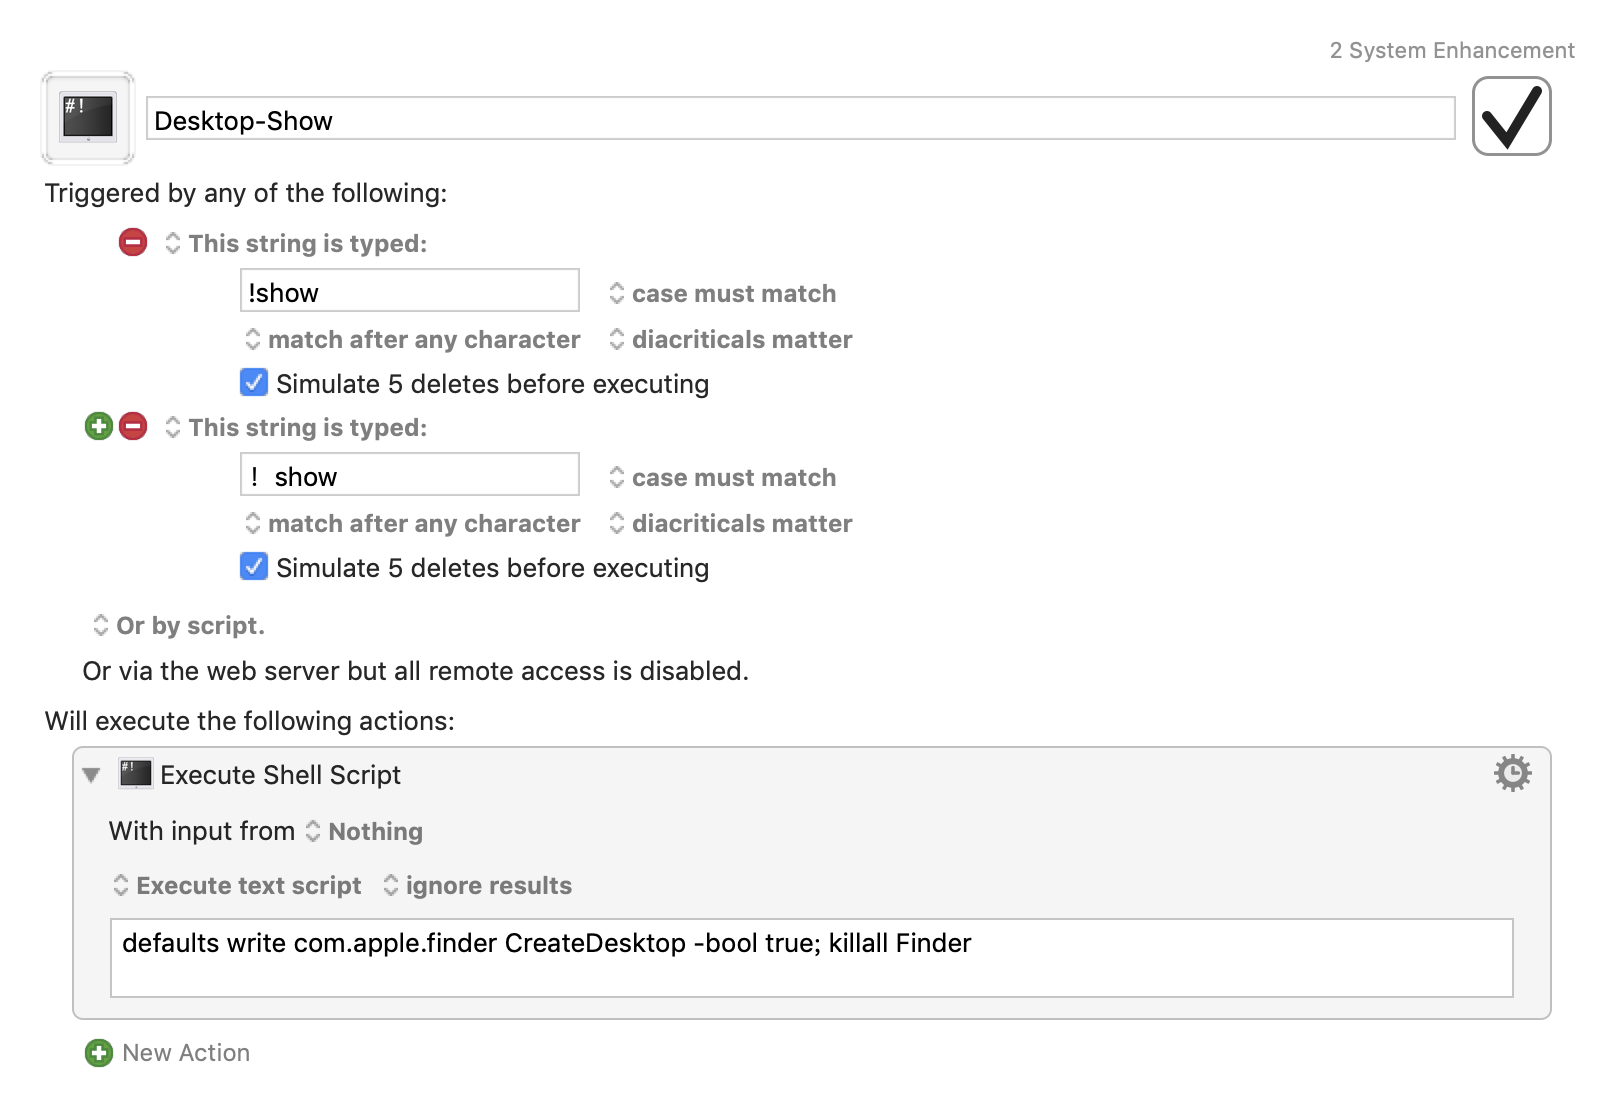 2 System Enhancement
#!
Desktop-Show
Triggered by any of the following:
This string is typed:
!show
case must match
match after any character
diacriticals matter
Simulate 5 deletes before executing
This string is typed:
！show
case must match
match after any character
diacriticals matter
Simulate 5 deletes before executing
Or by script.
Or via the web server but all remote access is disabled.
Will execute the following actions:
#! Execute Shell Script
With input from Nothing
Execute text script ignore results
defaults write com.apple.finder CreateDesktop -bool true; killall Finder
New Action